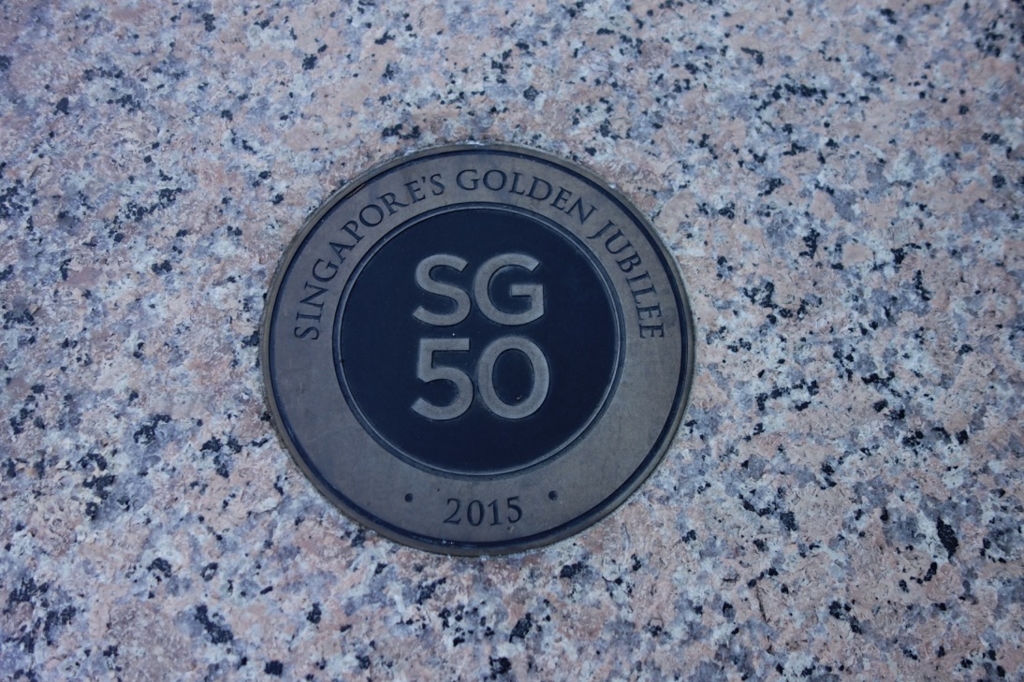 SINGAPORE'S GOLDEN JUBILEE
SG
50
• 2015 •